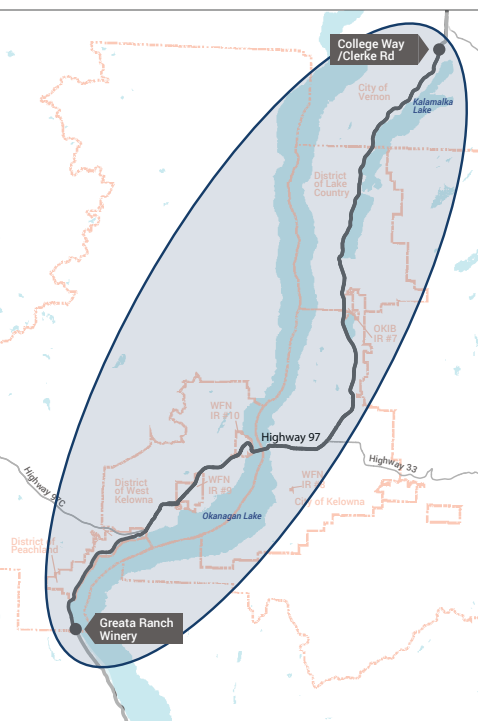 College Way
/Clerke Rd
City of
Vernon
Kalamalka
Lake
District
of Lake
Country
OKIB
IR #7
WFN
IR #10
Highway 97
Highway 33
Highway 97C
District
of West
Kelowna
WFN
IR #9
WFN
IR #8
City of Kelowna
Okanagan Lake
District of
Peachland
Greata Ranch
Winery